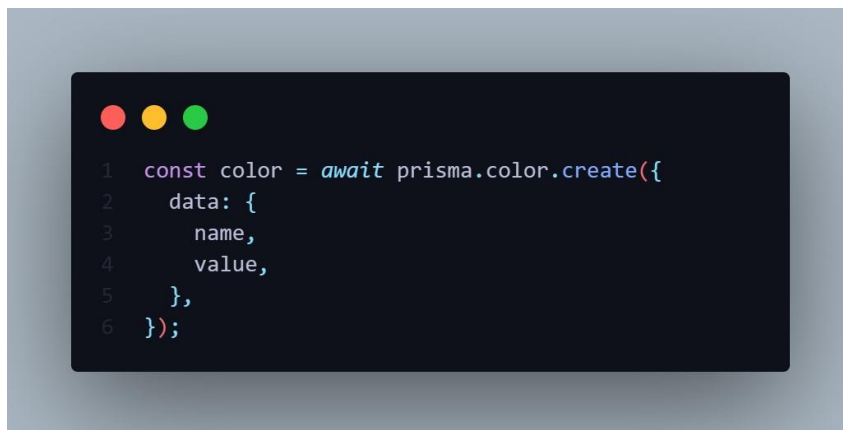 1 const color = await prisma.color.create({
2 data: {
3 name,
4 value,
5 },
6 });